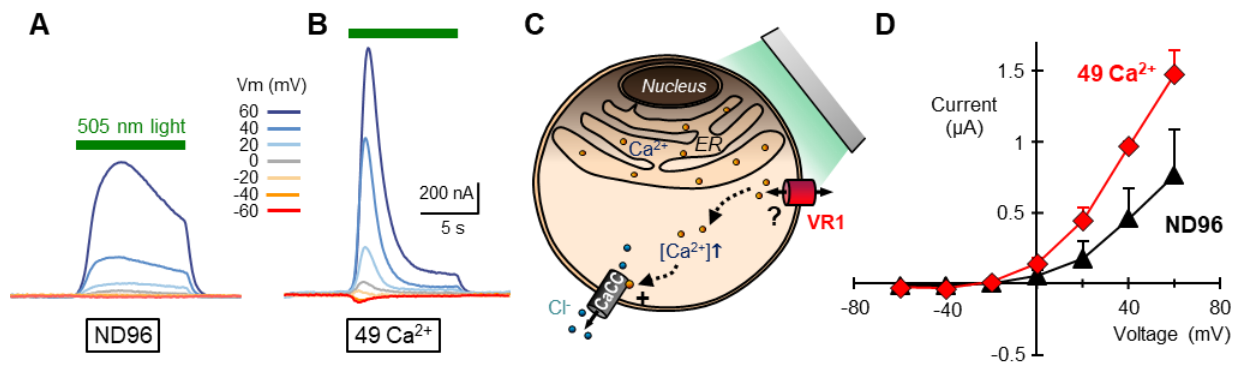 A
505 nm light
ND96
Vm (mV)
60
40
20
0
-20
-40
-60
B
200 nA
5 s
49 Ca²⁺
C
Nucleus
ER
Ca²⁺
?
VR1
[Ca²⁺]↑
CaCC
+
Cl⁻
D
49 Ca²⁺
Current
(µA)
ND96
1.5
1
0.5
-0.5
-80
-40
40
80
Voltage (mV)